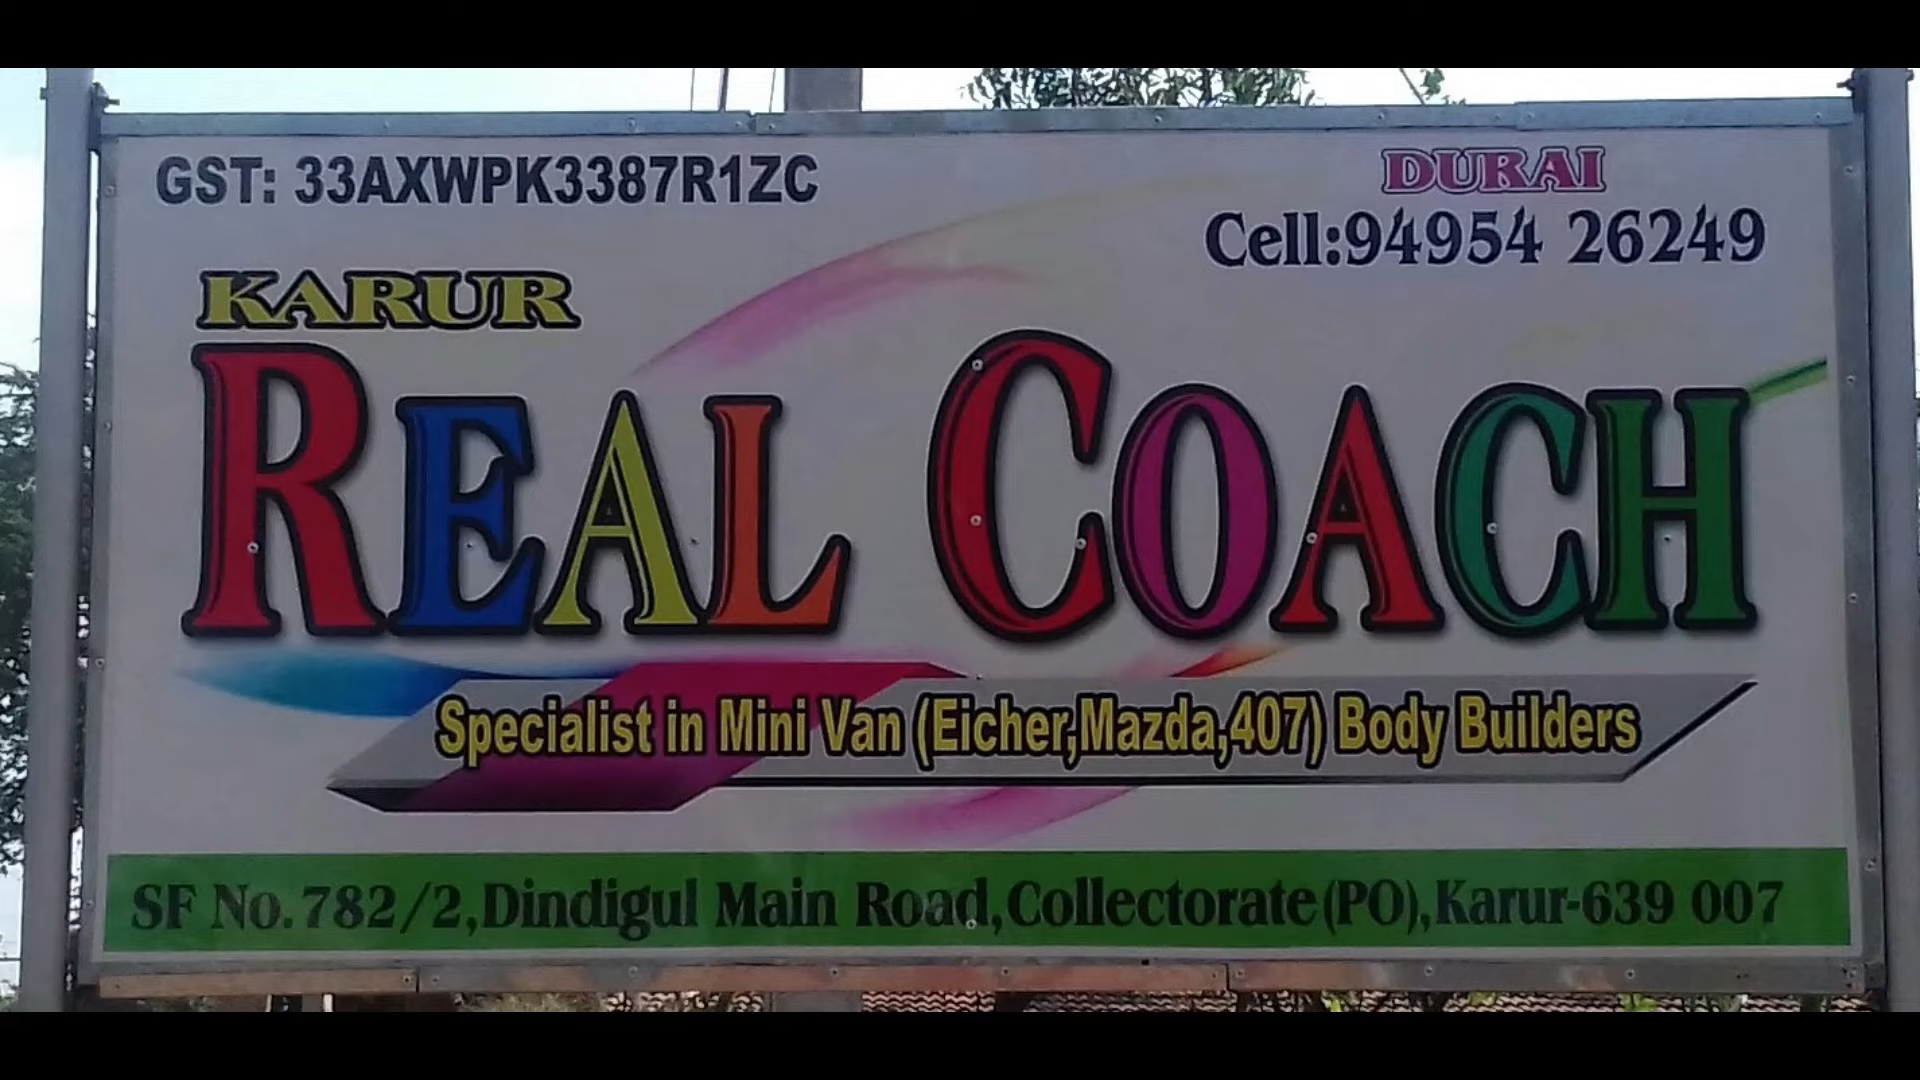 GST: 33AXWPK3387R1ZC
DURAI
Cell:94954 26249
KARUR
REAL COACH
Specialist in Mini Van (Eicher,Mazda,407) Body Builders
SF No.782/2,Dindigul Main Road,Collectorate(PO),Karur-639 007